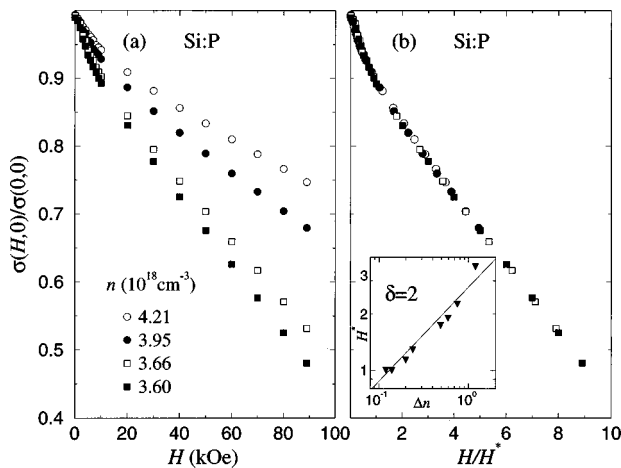 (a) Si:P
(b) Si:P
σ(H,0)/σ(0,0)
0.9
0.8
0.7
0.6
0.5
0.4
n (10¹⁸cm⁻³)
4.21
3.95
3.66
3.60
0 20 40 60 80 100
H (kOe)
δ=2
H*
3
2
1
10⁻¹ 10⁰
Δn
2 4 6 8 10
H/H*